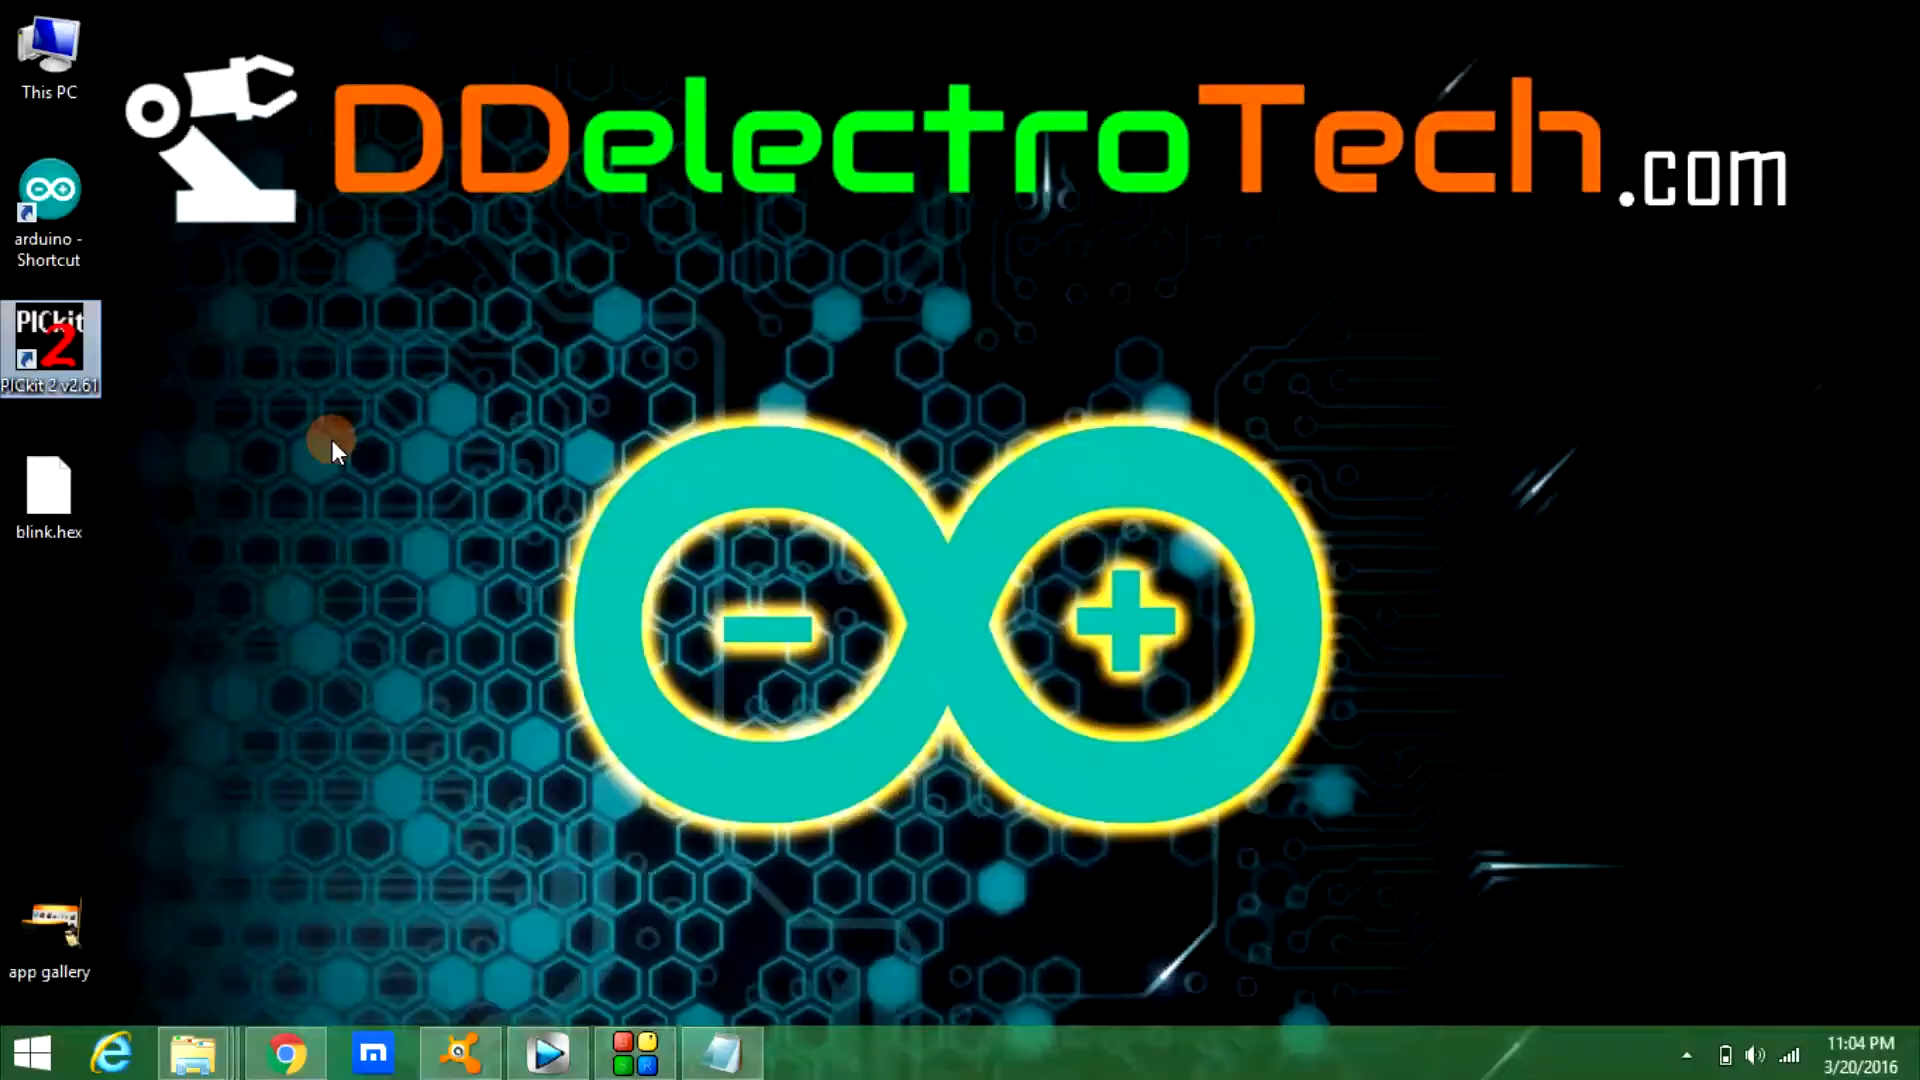 This PC
DDelectroTech.com
arduino -
Shortcut
PICkit
2
PICkit 2 v2.61
blink.hex
app gallery
11:04 PM
3/20/2016